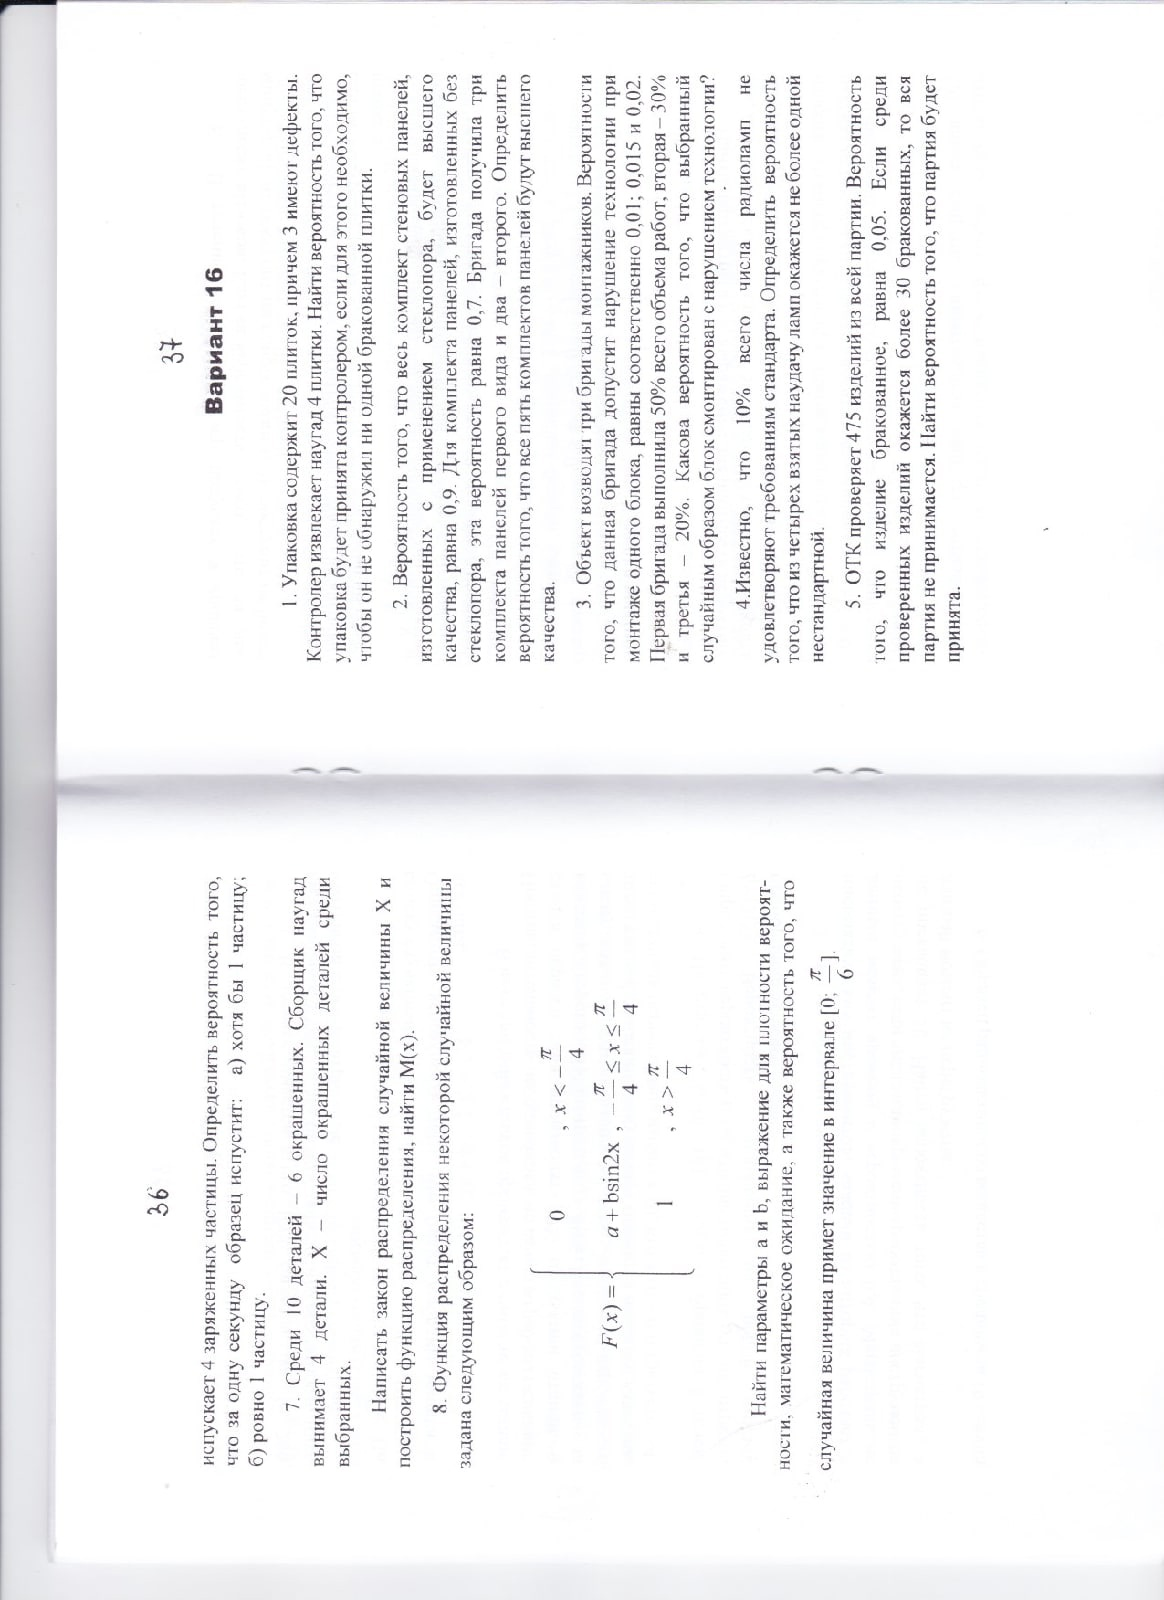 36
испускает 4 заряженных частицы. Определить вероятность того,
что за одну секунду образец испустит: а) хотя бы 1 частицу;
б) ровно 1 частицу.
7. Среди 10 деталей – 6 окрашенных. Сборщик наугад
вынимает 4 детали. X – число окрашенных деталей среди
выбранных.
Написать закон распределения случайной величины X и
построить функцию распределения, найти M(x).
8. Функция распределения некоторой случайной величины
задана следующим образом:
0 , x < -π/4
F(x) = { a + bsin2x , -π/4 ≤ x ≤ π/4
1 , x > π/4
Найти параметры a и b, выражение для плотности вероят-
ности, математическое ожидание, а также вероятность того, что
случайная величина примет значение в интервале [0; π/6].
37
Вариант 16
1. Упаковка содержит 20 плиток, причем 3 имеют дефекты.
Контролер извлекает наугад 4 плитки. Найти вероятность того, что
упаковка будет принята контролером, если для этого необходимо,
чтобы он не обнаружил ни одной бракованной плитки.
2. Вероятность того, что весь комплект стеновых панелей,
изготовленных с применением стеклопора, будет высшего
качества, равна 0,9. Для комплекта панелей, изготовленных без
стеклопора, эта вероятность равна 0,7. Бригада получила три
комплекта панелей первого вида и два – второго. Определить
вероятность того, что все пять комплектов панелей будут высшего
качества.
3. Объект возводят три бригады монтажников. Вероятности
того, что данная бригада допустит нарушение технологии при
монтаже одного блока, равны соответственно 0,01; 0,015 и 0,02.
Первая бригада выполнила 50% всего объема работ, вторая – 30%
и третья – 20%. Какова вероятность того, что выбранный
случайным образом блок смонтирован с нарушением технологии?
4.Известно, что 10% всего числа радиоламп не
удовлетворяют требованиям стандарта. Определить вероятность
того, что из четырех взятых наудачу ламп окажется не более одной
нестандартной.
5. ОТК проверяет 475 изделий из всей партии. Вероятность
того, что изделие бракованное, равна 0,05. Если среди
проверенных изделий окажется более 30 бракованных, то вся
партия не принимается. Найти вероятность того, что партия будет
принята.